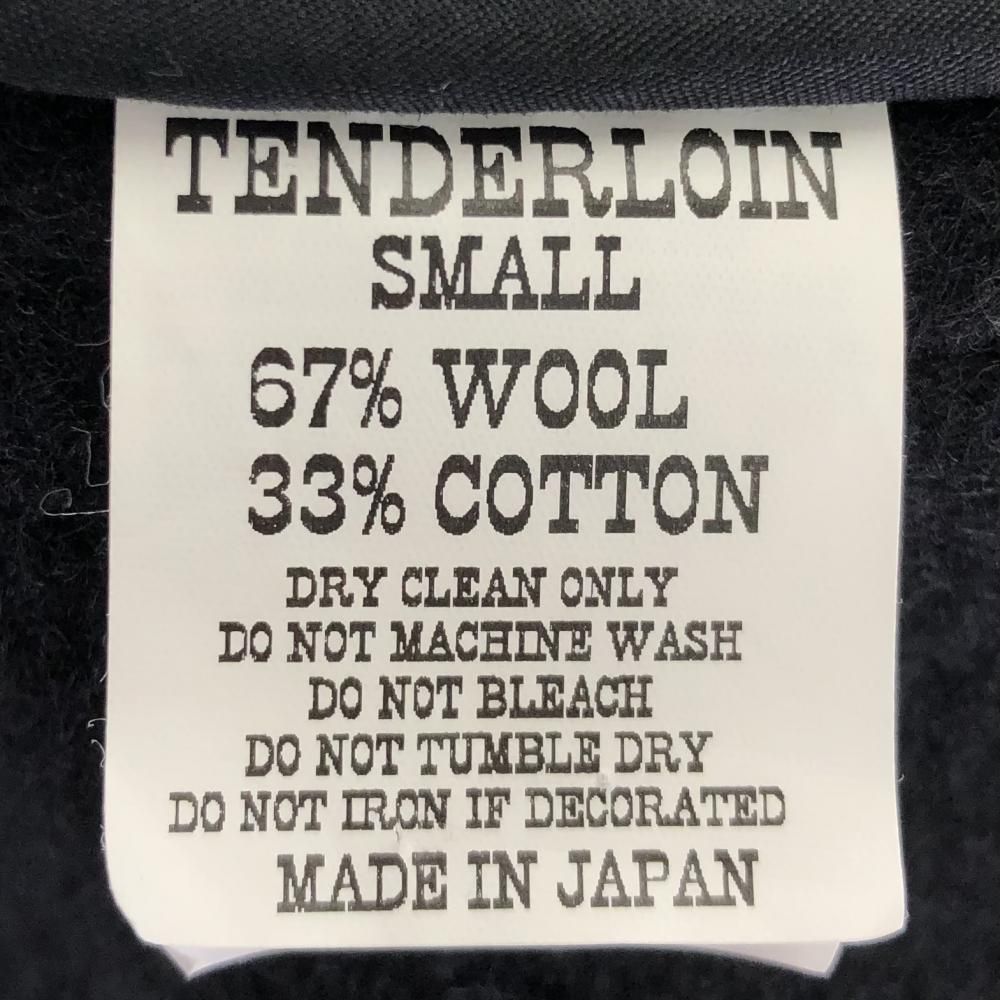 TENDERLOIN
SMALL
67% WOOL
33% COTTON
DRY CLEAN ONLY
DO NOT MACHINE WASH
DO NOT BLEACH
DO NOT TUMBLE DRY
DO NOT IRON IF DECORATED
MADE IN JAPAN